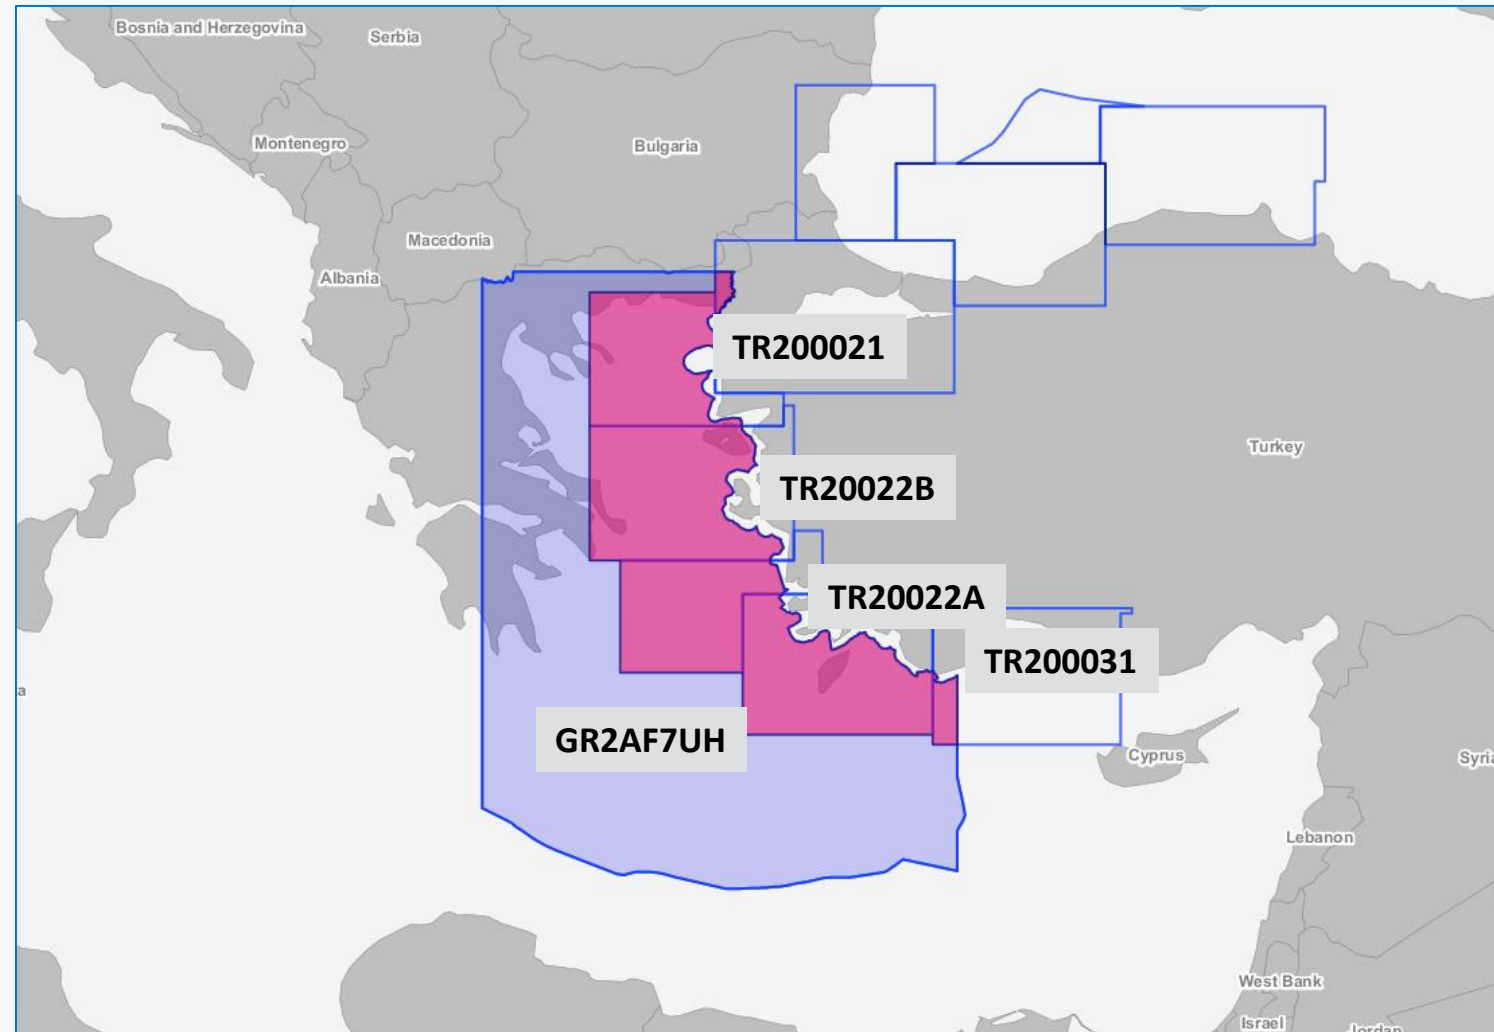 Bosnia and Herzegovina
Serbia
Montenegro
Bulgaria
Macedonia
Albania
TR200021
Turkey
TR20022B
TR20022A
TR200031
a
GR2AF7UH
Cyprus
Syria
Lebanon
West Bank
Israel
Jordan